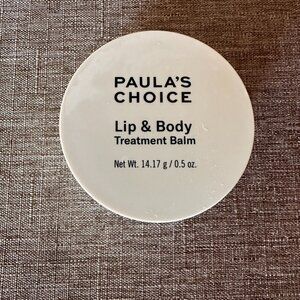 PAULA'S
CHOICE
Lip & Body
Treatment Balm
Net Wt. 14.17 g / 0.5 oz.